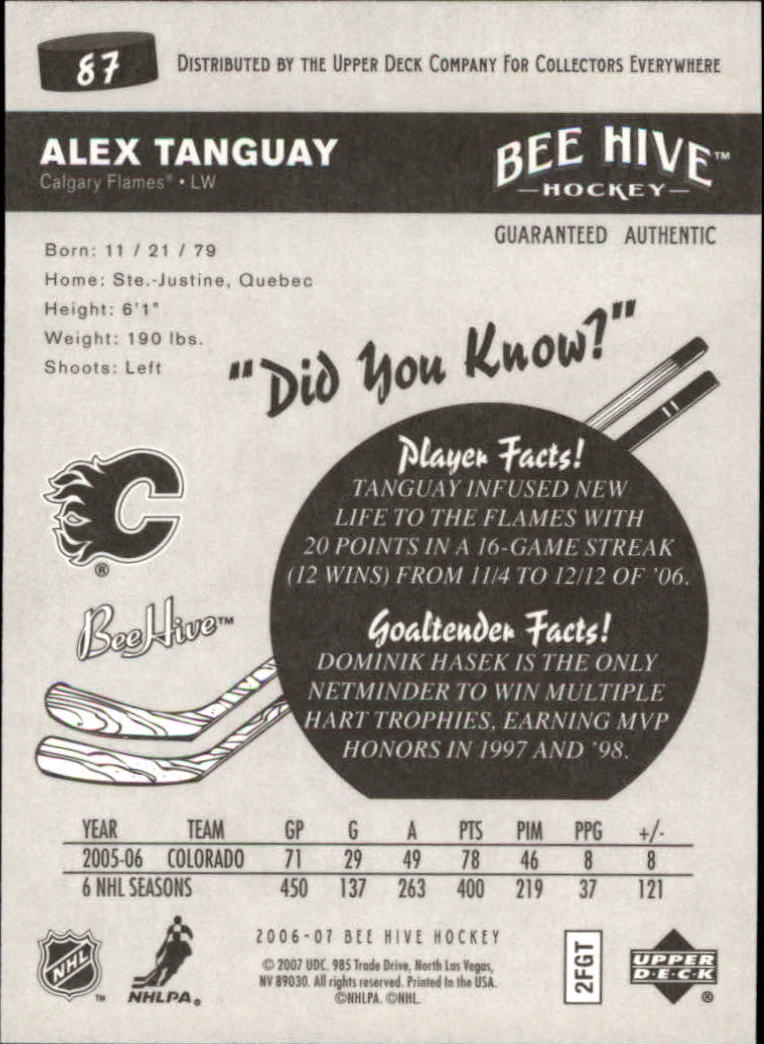 87
DISTRIBUTED BY THE UPPER DECK COMPANY FOR COLLECTORS EVERYWHERE
ALEX TANGUAY
Calgary Flames® • LW
BEE HIVE™
HOCKEY
GUARANTEED AUTHENTIC
Born: 11 / 21 / 79
Home: Ste.-Justine, Quebec
Height: 6'1"
Weight: 190 lbs.
Shoots: Left
"Did You Know?"
Player Facts!
TANGUAY INFUSED NEW
LIFE TO THE FLAMES WITH
20 POINTS IN A 16-GAME STREAK
(12 WINS) FROM 11/4 TO 12/12 OF '06.
C
®
Bee Hive™
Goaltender Facts!
DOMINIK HASEK IS THE ONLY
NETMINDER TO WIN MULTIPLE
HART TROPHIES, EARNING MVP
HONORS IN 1997 AND '98.
YEAR TEAM GP G A PTS PIM PPG +/-
2005-06 COLORADO 71 29 49 78 46 8 8
6 NHL SEASONS 450 137 263 400 219 37 121
NHL™
NHLPA®
2006-07 BEE HIVE HOCKEY
© 2007 UDC. 985 Trade Drive, North Las Vegas,
NV 89030. All rights reserved. Printed In the USA.
©NHLPA. ©NHL.
2FGT
UPPER
D·E·C·K
®